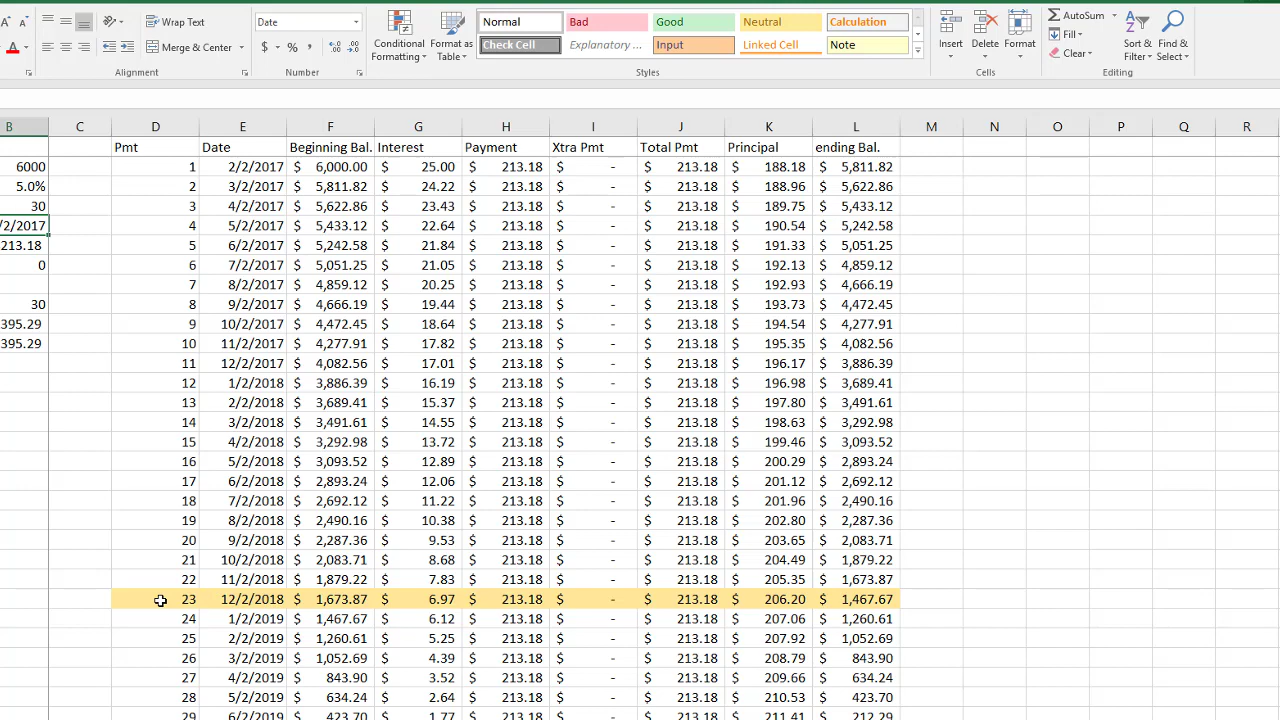 Wrap Text Date Normal Bad Good Neutral Calculation AutoSum
Merge & Center $ % , Conditional Formatting Format as Table Check Cell Explanatory ... Input Linked Cell Note Insert Delete Format Fill Clear Sort & Filter Find & Select
Alignment Number Styles Cells Editing
B C D E F G H I J K L M N O P Q R
Pmt Date Beginning Bal. Interest Payment Xtra Pmt Total Pmt Principal ending Bal.
6000 1 2/2/2017 $ 6,000.00 $ 25.00 $ 213.18 $ - $ 213.18 $ 188.18 $ 5,811.82
5.0% 2 3/2/2017 $ 5,811.82 $ 24.22 $ 213.18 $ - $ 213.18 $ 188.96 $ 5,622.86
30 3 4/2/2017 $ 5,622.86 $ 23.43 $ 213.18 $ - $ 213.18 $ 189.75 $ 5,433.12
/2/2017 4 5/2/2017 $ 5,433.12 $ 22.64 $ 213.18 $ - $ 213.18 $ 190.54 $ 5,242.58
213.18 5 6/2/2017 $ 5,242.58 $ 21.84 $ 213.18 $ - $ 213.18 $ 191.33 $ 5,051.25
0 6 7/2/2017 $ 5,051.25 $ 21.05 $ 213.18 $ - $ 213.18 $ 192.13 $ 4,859.12
7 8/2/2017 $ 4,859.12 $ 20.25 $ 213.18 $ - $ 213.18 $ 192.93 $ 4,666.19
30 8 9/2/2017 $ 4,666.19 $ 19.44 $ 213.18 $ - $ 213.18 $ 193.73 $ 4,472.45
395.29 9 10/2/2017 $ 4,472.45 $ 18.64 $ 213.18 $ - $ 213.18 $ 194.54 $ 4,277.91
395.29 10 11/2/2017 $ 4,277.91 $ 17.82 $ 213.18 $ - $ 213.18 $ 195.35 $ 4,082.56
11 12/2/2017 $ 4,082.56 $ 17.01 $ 213.18 $ - $ 213.18 $ 196.17 $ 3,886.39
12 1/2/2018 $ 3,886.39 $ 16.19 $ 213.18 $ - $ 213.18 $ 196.98 $ 3,689.41
13 2/2/2018 $ 3,689.41 $ 15.37 $ 213.18 $ - $ 213.18 $ 197.80 $ 3,491.61
14 3/2/2018 $ 3,491.61 $ 14.55 $ 213.18 $ - $ 213.18 $ 198.63 $ 3,292.98
15 4/2/2018 $ 3,292.98 $ 13.72 $ 213.18 $ - $ 213.18 $ 199.46 $ 3,093.52
16 5/2/2018 $ 3,093.52 $ 12.89 $ 213.18 $ - $ 213.18 $ 200.29 $ 2,893.24
17 6/2/2018 $ 2,893.24 $ 12.06 $ 213.18 $ - $ 213.18 $ 201.12 $ 2,692.12
18 7/2/2018 $ 2,692.12 $ 11.22 $ 213.18 $ - $ 213.18 $ 201.96 $ 2,490.16
19 8/2/2018 $ 2,490.16 $ 10.38 $ 213.18 $ - $ 213.18 $ 202.80 $ 2,287.36
20 9/2/2018 $ 2,287.36 $ 9.53 $ 213.18 $ - $ 213.18 $ 203.65 $ 2,083.71
21 10/2/2018 $ 2,083.71 $ 8.68 $ 213.18 $ - $ 213.18 $ 204.49 $ 1,879.22
22 11/2/2018 $ 1,879.22 $ 7.83 $ 213.18 $ - $ 213.18 $ 205.35 $ 1,673.87
23 12/2/2018 $ 1,673.87 $ 6.97 $ 213.18 $ - $ 213.18 $ 206.20 $ 1,467.67
24 1/2/2019 $ 1,467.67 $ 6.12 $ 213.18 $ - $ 213.18 $ 207.06 $ 1,260.61
25 2/2/2019 $ 1,260.61 $ 5.25 $ 213.18 $ - $ 213.18 $ 207.92 $ 1,052.69
26 3/2/2019 $ 1,052.69 $ 4.39 $ 213.18 $ - $ 213.18 $ 208.79 $ 843.90
27 4/2/2019 $ 843.90 $ 3.52 $ 213.18 $ - $ 213.18 $ 209.66 $ 634.24
28 5/2/2019 $ 634.24 $ 2.64 $ 213.18 $ - $ 213.18 $ 210.53 $ 423.70
29 6/2/2019 $ 423.70 $ 1.77 $ 213.18 $ - $ 213.18 $ 211.41 $ 212.29